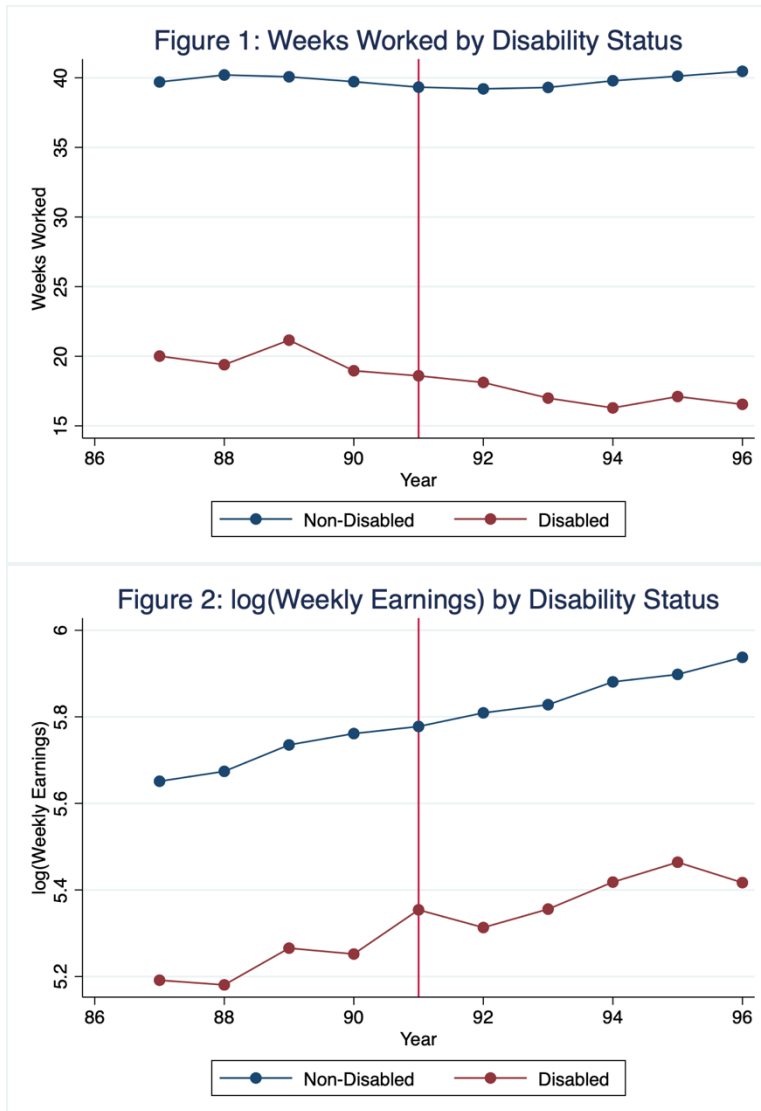 Figure 1: Weeks Worked by Disability Status
40
35
30
25
20
15
Weeks Worked
86 88 90 92 94 96
Year
Non-Disabled Disabled
Figure 2: log(Weekly Earnings) by Disability Status
6
5.8
5.6
5.4
5.2
log(Weekly Earnings)
86 88 90 92 94 96
Year
Non-Disabled Disabled